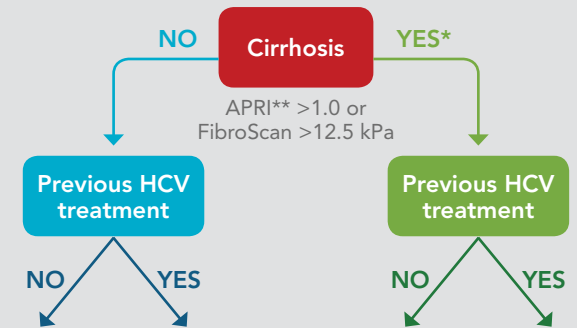 NO
Cirrhosis
YES*
APRI** >1.0 or
FibroScan >12.5 kPa
Previous HCV
treatment
Previous HCV
treatment
NO
YES
NO
YES